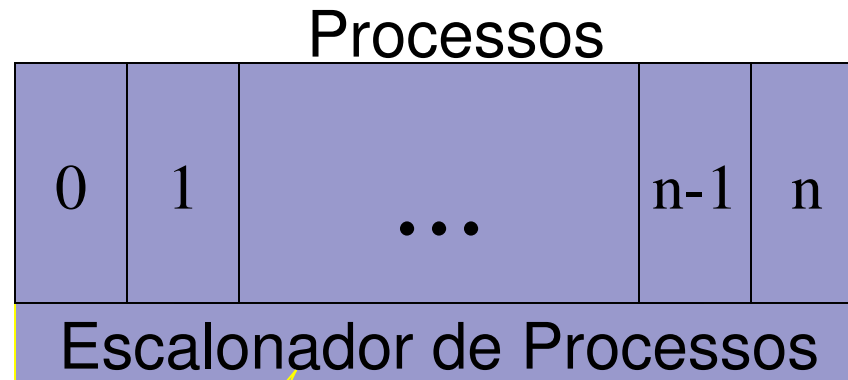 Processos
0 1 ... n-1 n
Escalonador de Processos